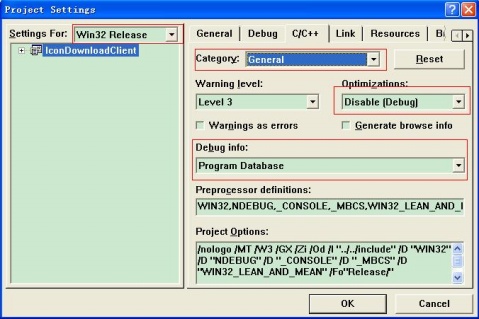 Project Settings
Settings For: Win32 Release
IconDownloadClient
General Debug C/C++ Link Resources
Category: General Reset
Warning level: Optimizations:
Level 3 Disable (Debug)
Warnings as errors Generate browse info
Debug info:
Program Database
Preprocessor definitions:
WIN32,NDEBUG,_CONSOLE,_MBCS,WIN32_LEAN_AND_
Project Options:
/nologo /MT /W3 /GX /Zi /Od /I "../../include" /D "WIN32"
/D "NDEBUG" /D "_CONSOLE" /D "_MBCS" /D
"WIN32_LEAN_AND_MEAN" /Fo"Release/"
OK Cancel